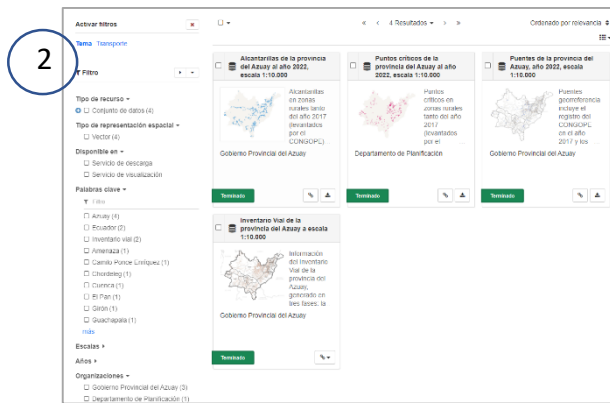 2
Activar filtros
×
Tema Transporte
Filtro
Tipo de recurso
Conjunto de datos (4)
Tipo de representación espacial
Vector (4)
Disponible en
Servicio de descarga
Servicio de visualización
Palabras clave
Filtro
Azuay (4)
Ecuador (2)
Inventario vial (2)
Amenaza (1)
Camilo Ponce Enríquez (1)
Chordeleg (1)
Cuenca (1)
El Pan (1)
Girón (1)
Guachapala (1)
más
Escalas
Años
Organizaciones
Gobierno Provincial del Azuay (3)
Departamento de Planificación (1)
« ‹ 4 Resultados › »
Ordenado por relevancia
Alcantarillas de la provincia
del Azuay al año 2022,
escala 1:10.000
Alcantarillas
en zonas
rurales tanto
del año 2017
(levantados
por el
CONGOPE)
Gobierno Provincial del Azuay
Terminado
Puntos críticos de la
provincia del Azuay al año
2022, escala 1:10.000
Puntos
críticos en
zonas rurales
tanto del año
2017
(levantados
por el
Departamento de Planificación
Terminado
Puentes de la provincia del
Azuay, año 2022, escala
1:10.000
Puentes
georreferencia
incluye el
registro del
CONGOPE
en el año
2017 y los
Gobierno Provincial del Azuay
Terminado
Inventario Vial de la
provincia del Azuay a escala
1:10.000
Información
del Inventario
Vial de la
provincia del
Azuay,
generado en
tres fases: la
Gobierno Provincial del Azuay
Terminado